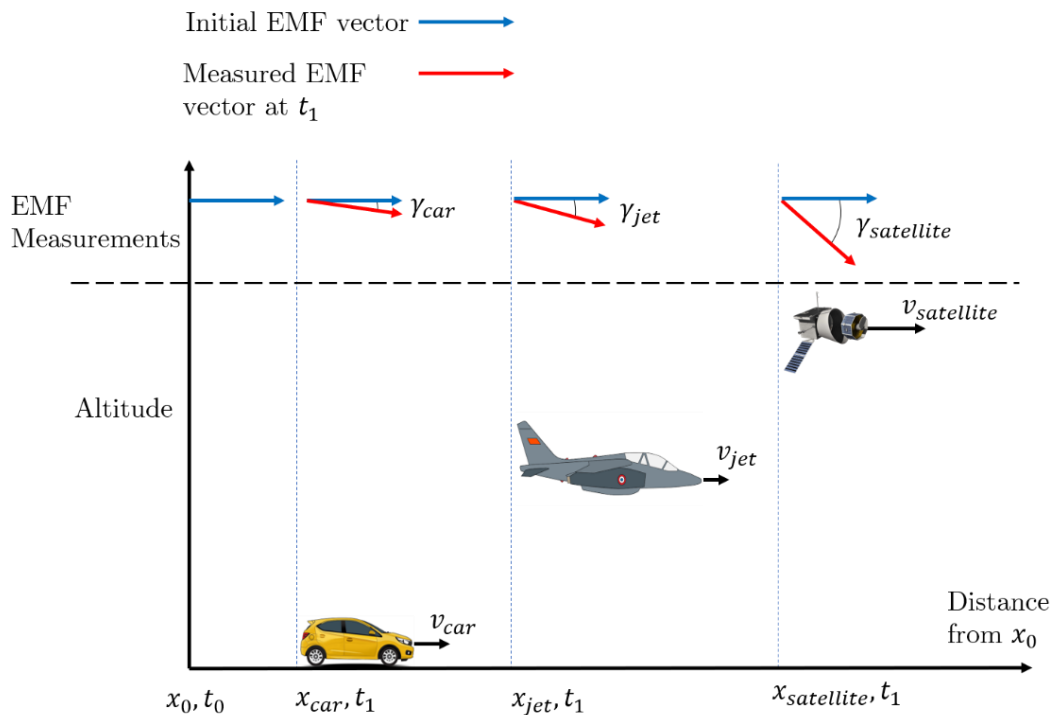 Initial EMF vector
Measured EMF
vector at t₁
EMF
Measurements
γ_car
γ_jet
γ_satellite
v_satellite
Altitude
v_jet
v_car
Distance
from x₀
x₀, t₀
x_car, t₁
x_jet, t₁
x_satellite, t₁